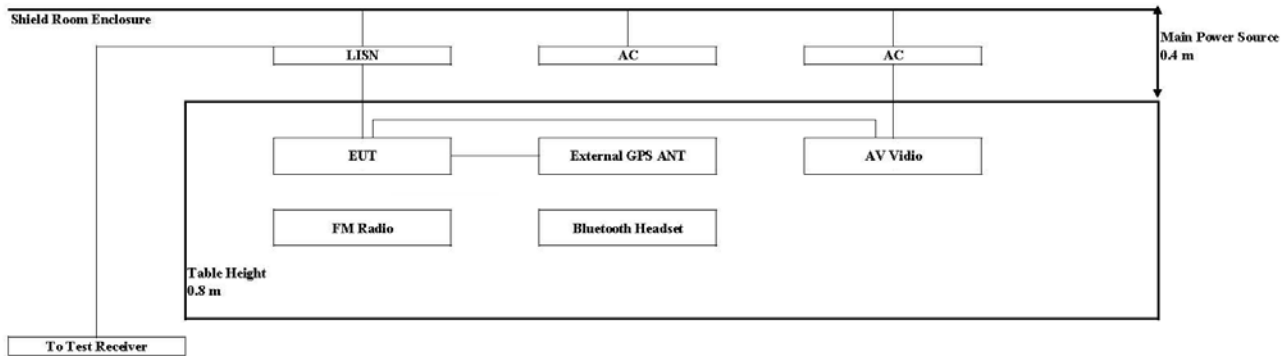 Shield Room Enclosure
Main Power Source
0.4 m
LISN
AC
AC
EUT
External GPS ANT
AV Vidio
FM Radio
Bluetooth Headset
Table Height
0.8 m
To Test Receiver